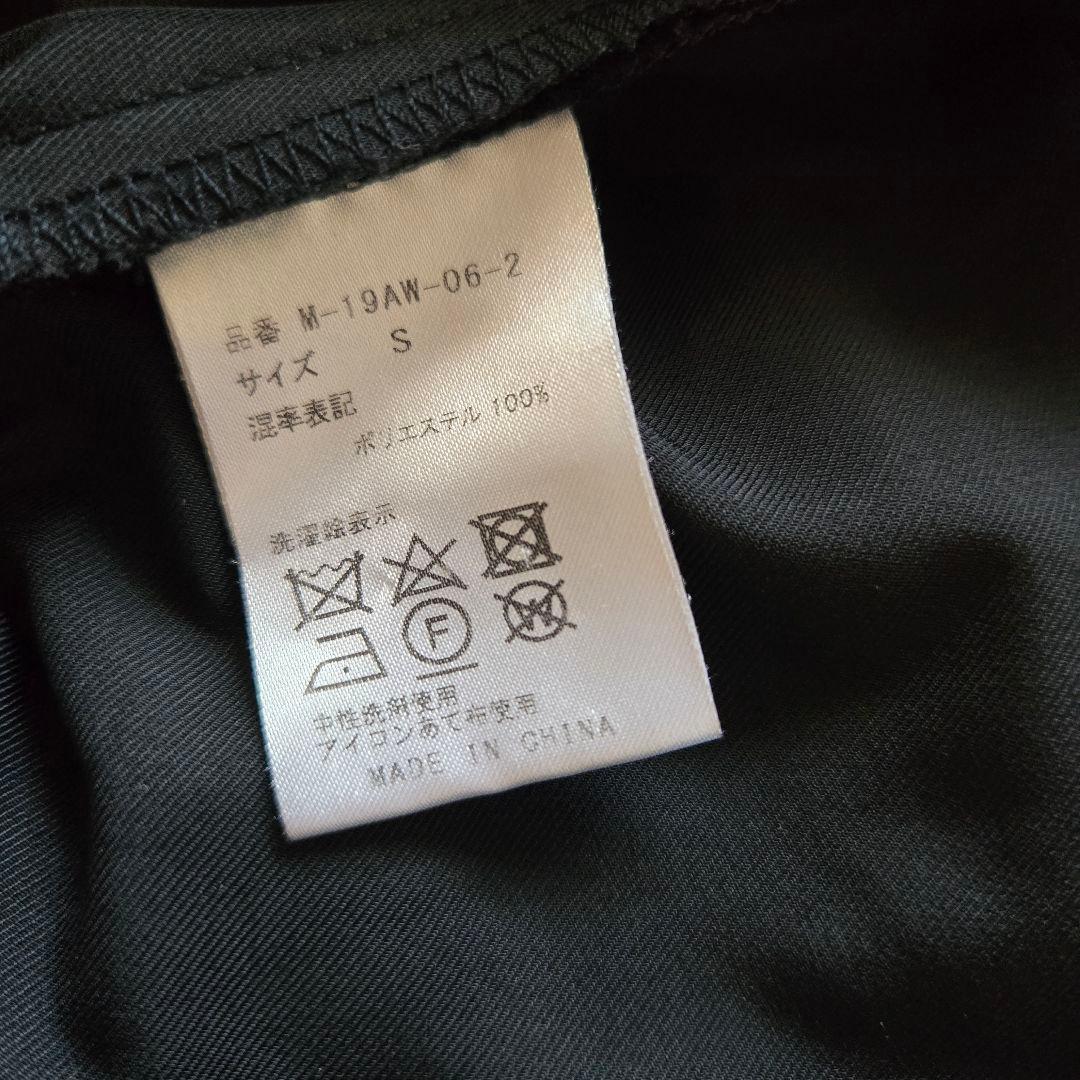 品番 M-19AW-06-2
サイズ S
混率表記
ポリエステル 100%
洗濯絵表示
F
W
中性洗剤使用
アイコンあて布使用
MADE IN CHINA